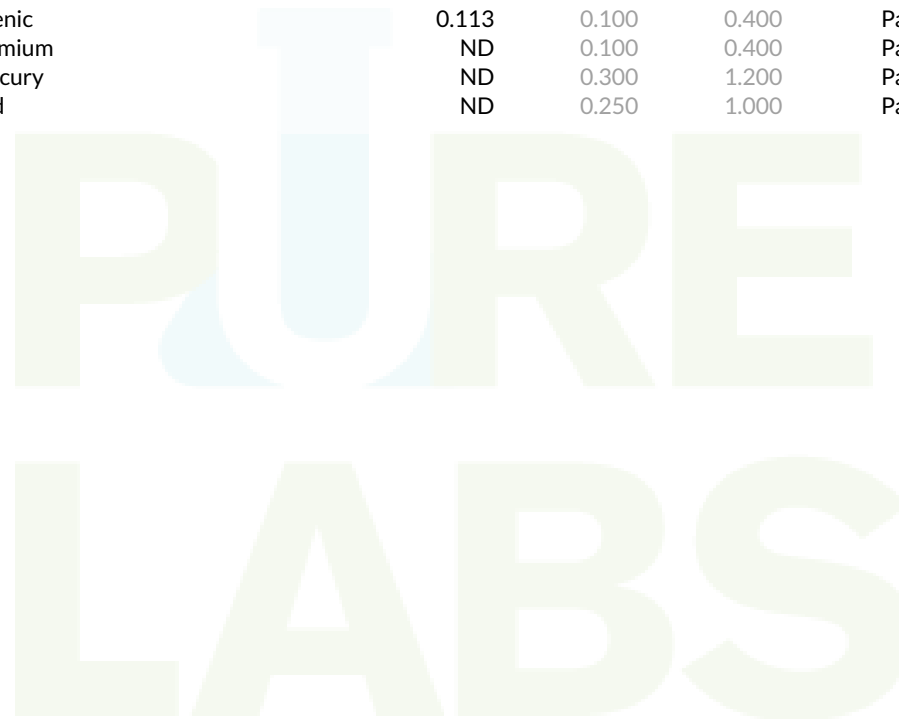 enic 0.113 0.100 0.400 Pa
mium ND 0.100 0.400 Pa
cury ND 0.300 1.200 Pa
d ND 0.250 1.000 Pa
PURE
LABS